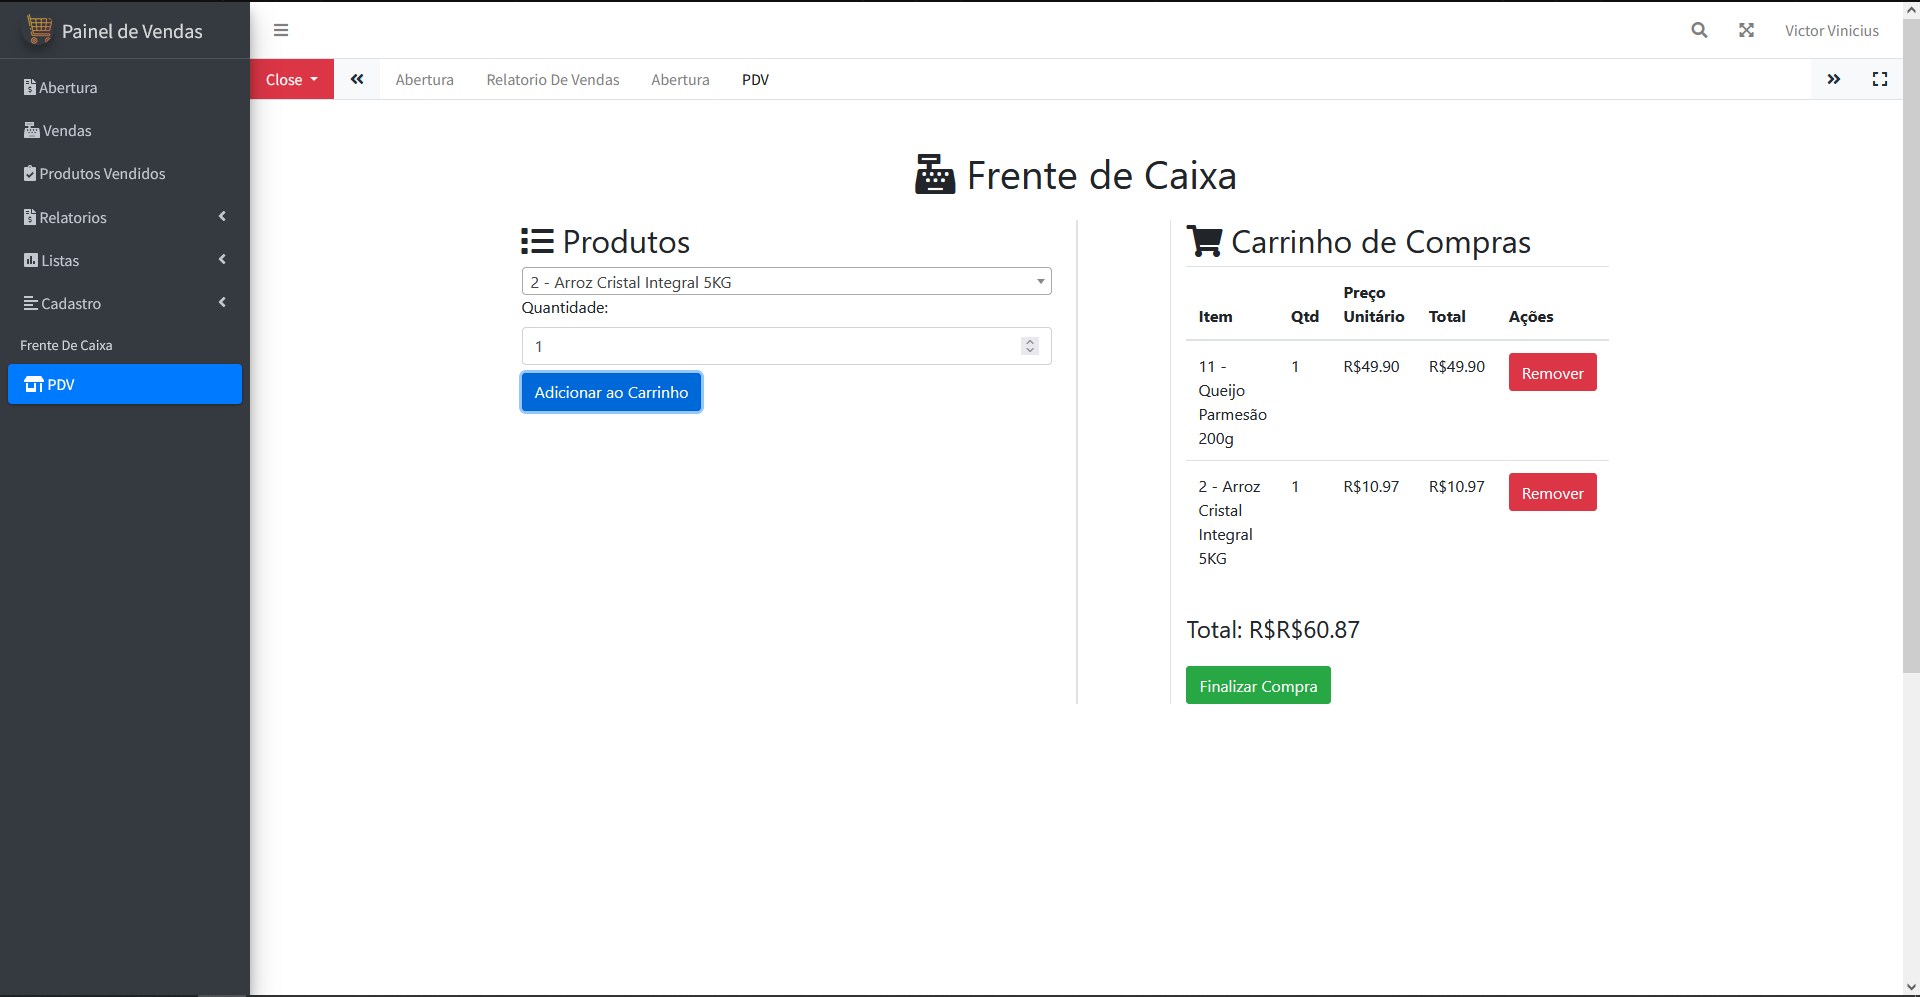 Painel de Vendas
Victor Vinicius
Close
Abertura
Relatorio De Vendas
Abertura
PDV
Abertura
Vendas
Produtos Vendidos
Relatorios
Listas
Cadastro
Frente De Caixa
PDV
Frente de Caixa
Produtos
2 - Arroz Cristal Integral 5KG
Quantidade:
1
Adicionar ao Carrinho
Carrinho de Compras
Item Qtd Preço Unitário Total Ações
11 - Queijo Parmesão 200g 1 R$49.90 R$49.90 Remover
2 - Arroz Cristal Integral 5KG 1 R$10.97 R$10.97 Remover
Total: R$R$60.87
Finalizar Compra